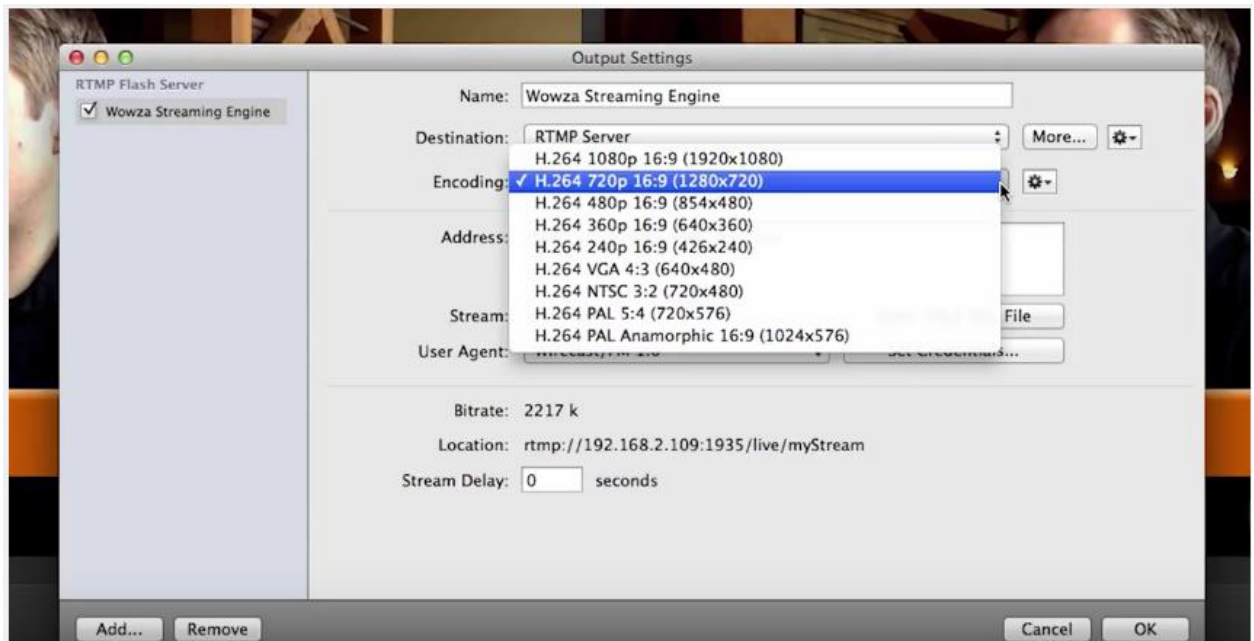 Output Settings
RTMP Flash Server
Wowza Streaming Engine
Name: Wowza Streaming Engine
Destination: RTMP Server More...
Encoding: ✓ H.264 720p 16:9 (1280x720)
H.264 1080p 16:9 (1920x1080)
H.264 480p 16:9 (854x480)
H.264 360p 16:9 (640x360)
H.264 240p 16:9 (426x240)
H.264 VGA 4:3 (640x480)
H.264 NTSC 3:2 (720x480)
H.264 PAL 5:4 (720x576)
H.264 PAL Anamorphic 16:9 (1024x576)
Address:
Stream: File
User Agent: Set Credentials...
Bitrate: 2217 k
Location: rtmp://192.168.2.109:1935/live/myStream
Stream Delay: 0 seconds
Add... Remove Cancel OK